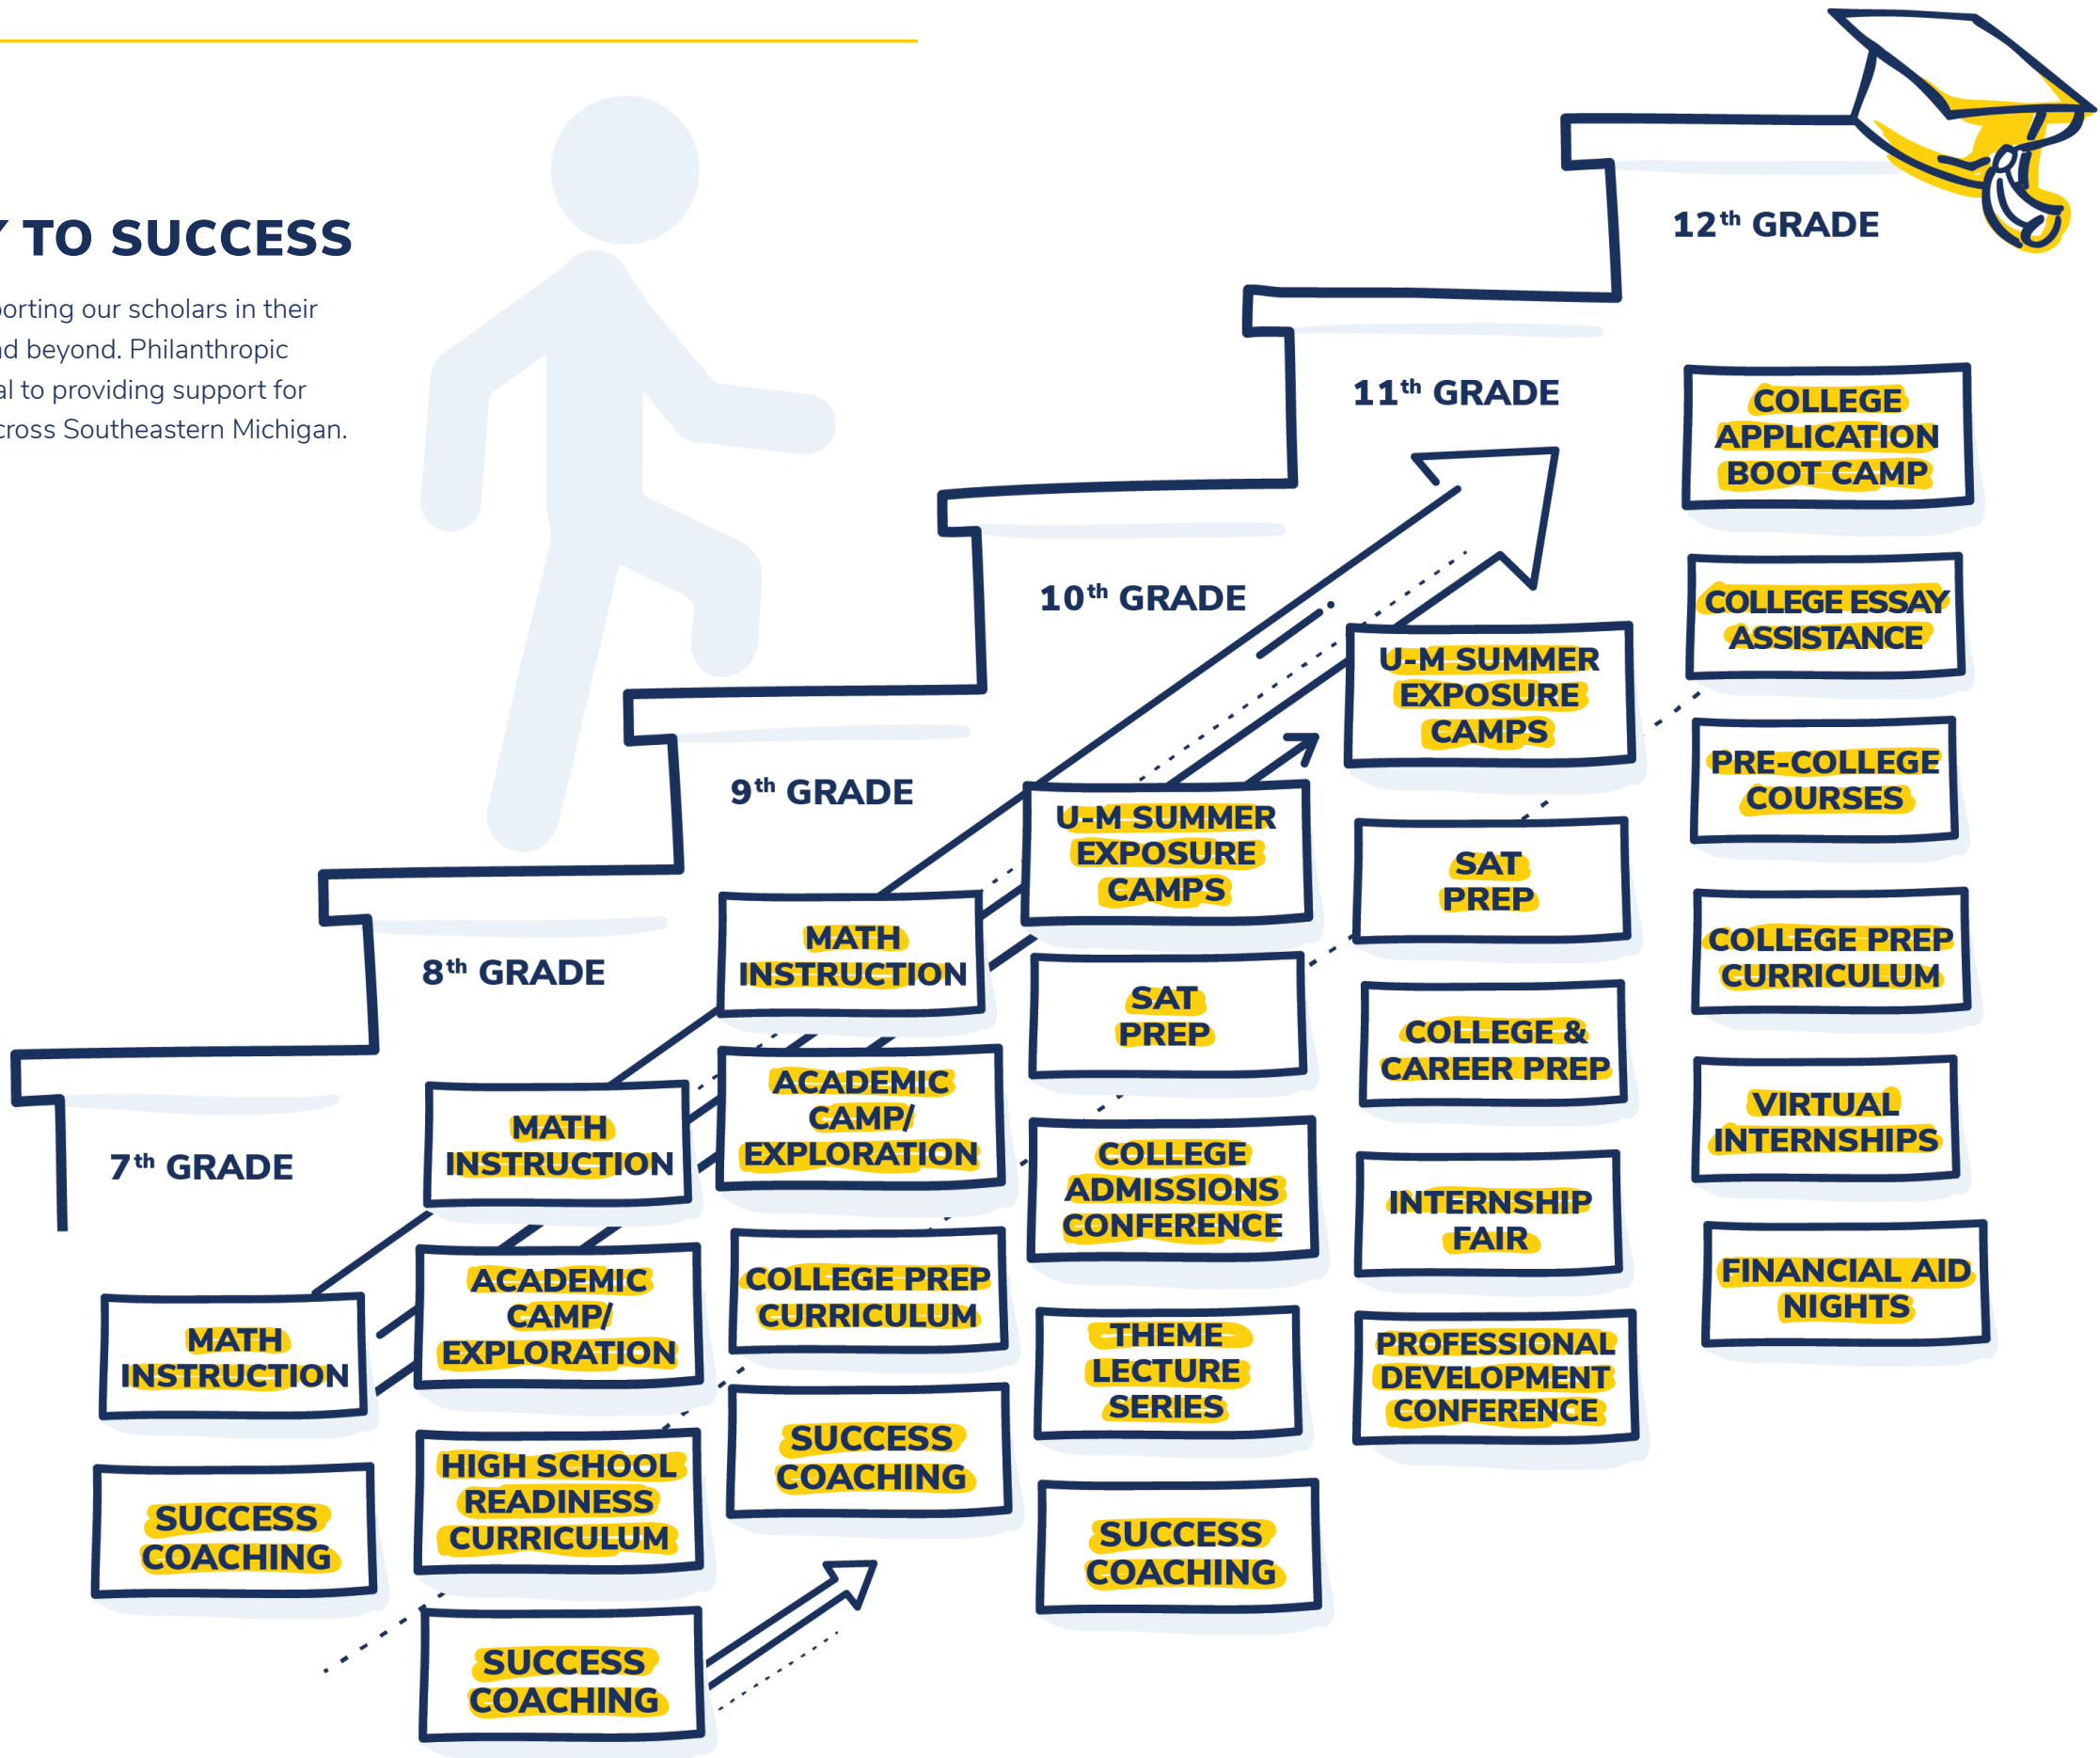 TO SUCCESS
our scholars in their
beyond. Philanthropic
to providing support for
Southeastern Michigan.
7th GRADE
MATH
INSTRUCTION
SUCCESS
COACHING
8th GRADE
MATH
INSTRUCTION
ACADEMIC
CAMP/
EXPLORATION
HIGH SCHOOL
READINESS
CURRICULUM
SUCCESS
COACHING
9th GRADE
MATH
INSTRUCTION
ACADEMIC
CAMP/
EXPLORATION
COLLEGE PREP
CURRICULUM
SUCCESS
COACHING
10th GRADE
U-M SUMMER
EXPOSURE
CAMPS
SAT
PREP
COLLEGE
ADMISSIONS
CONFERENCE
THEME
LECTURE
SERIES
SUCCESS
COACHING
11th GRADE
U-M SUMMER
EXPOSURE
CAMPS
SAT
PREP
COLLEGE &
CAREER PREP
INTERNSHIP
FAIR
PROFESSIONAL
DEVELOPMENT
CONFERENCE
12th GRADE
COLLEGE
APPLICATION
BOOT CAMP
COLLEGE ESSAY
ASSISTANCE
PRE-COLLEGE
COURSES
COLLEGE PREP
CURRICULUM
VIRTUAL
INTERNSHIPS
FINANCIAL AID
NIGHTS